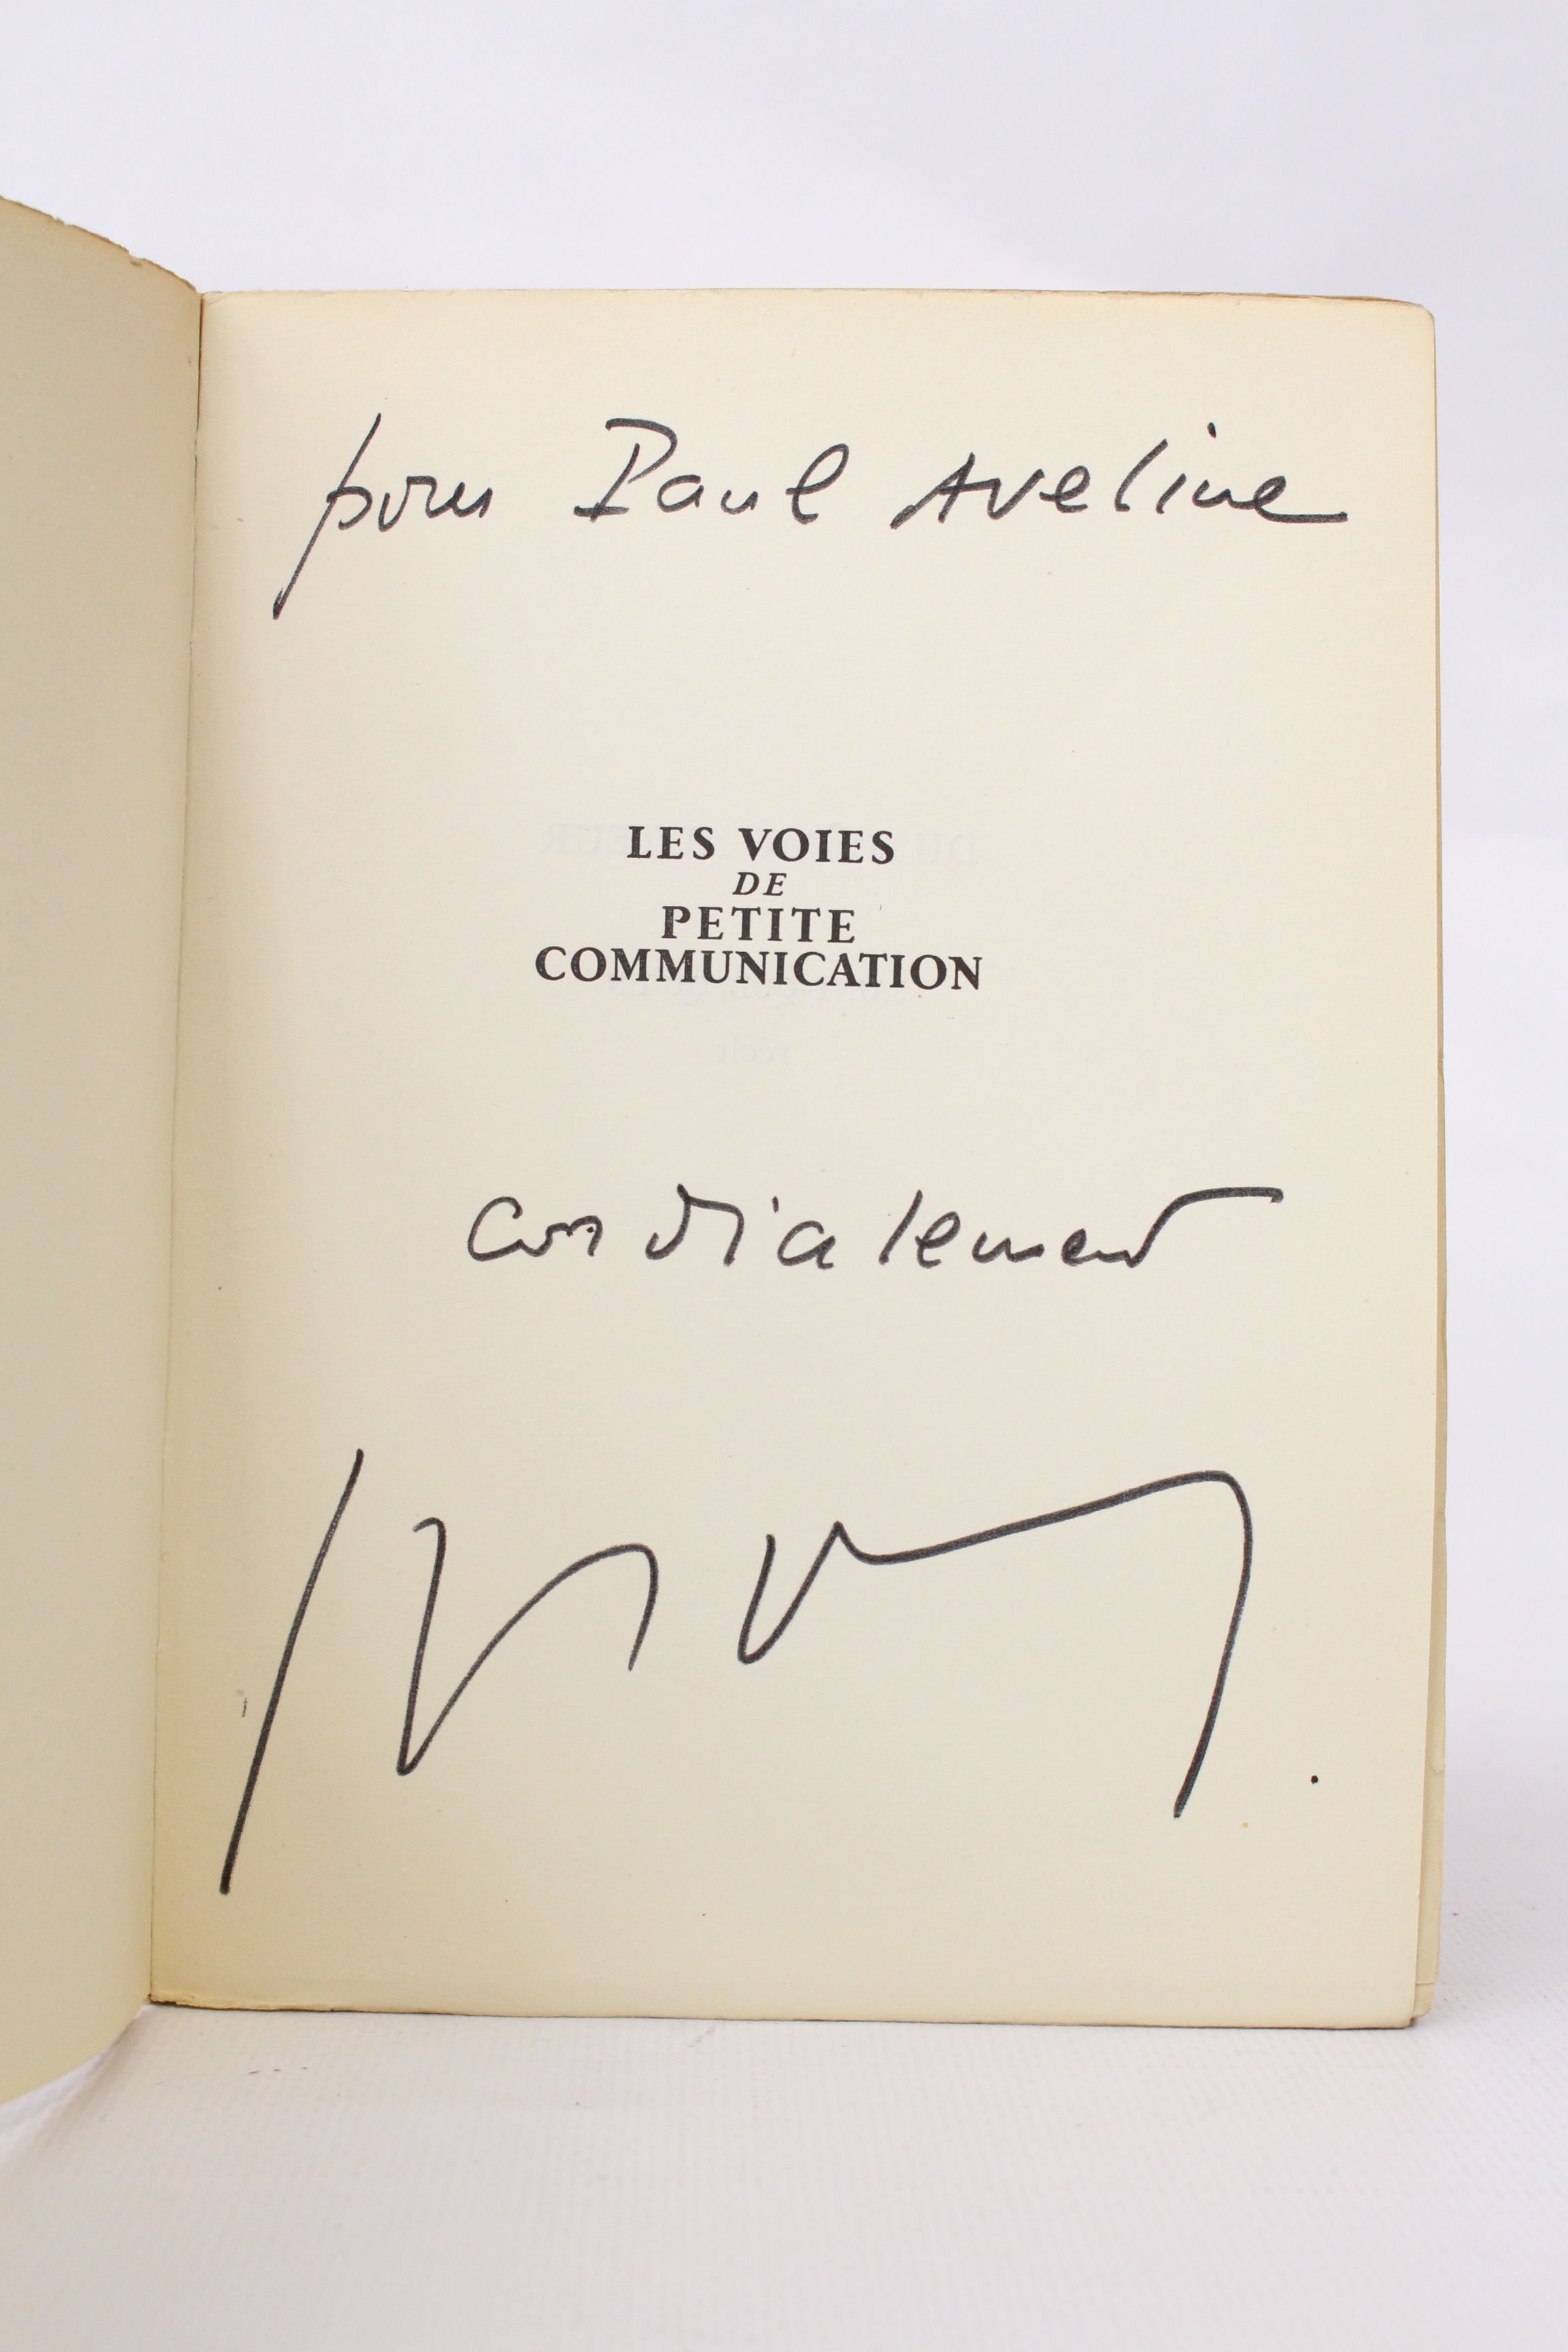 pour Paul Aveline
LES VOIES
DE
PETITE
COMMUNICATION
cordialement